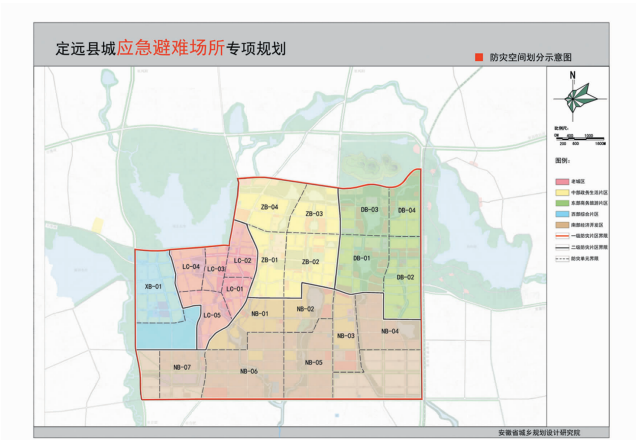 定远县城应急避难场所专项规划
防灾空间划分示意图
N
比例尺:
0M 400 1000
200 600 1600M
图例:
老城区
中部政务生活片区
东部商务旅游片区
西部综合片区
南部经济开发区
一级防灾片区界限
二级防灾片区界限
防灾单元界限
ZB-04
ZB-03
DB-03
DB-04
LC-04
LC-03
LC-02
ZB-01
ZB-02
DB-01
DB-02
XB-01
LC-01
LC-05
NB-01
NB-02
NB-03
NB-04
NB-05
NB-06
NB-07
安徽省城乡规划设计研究院